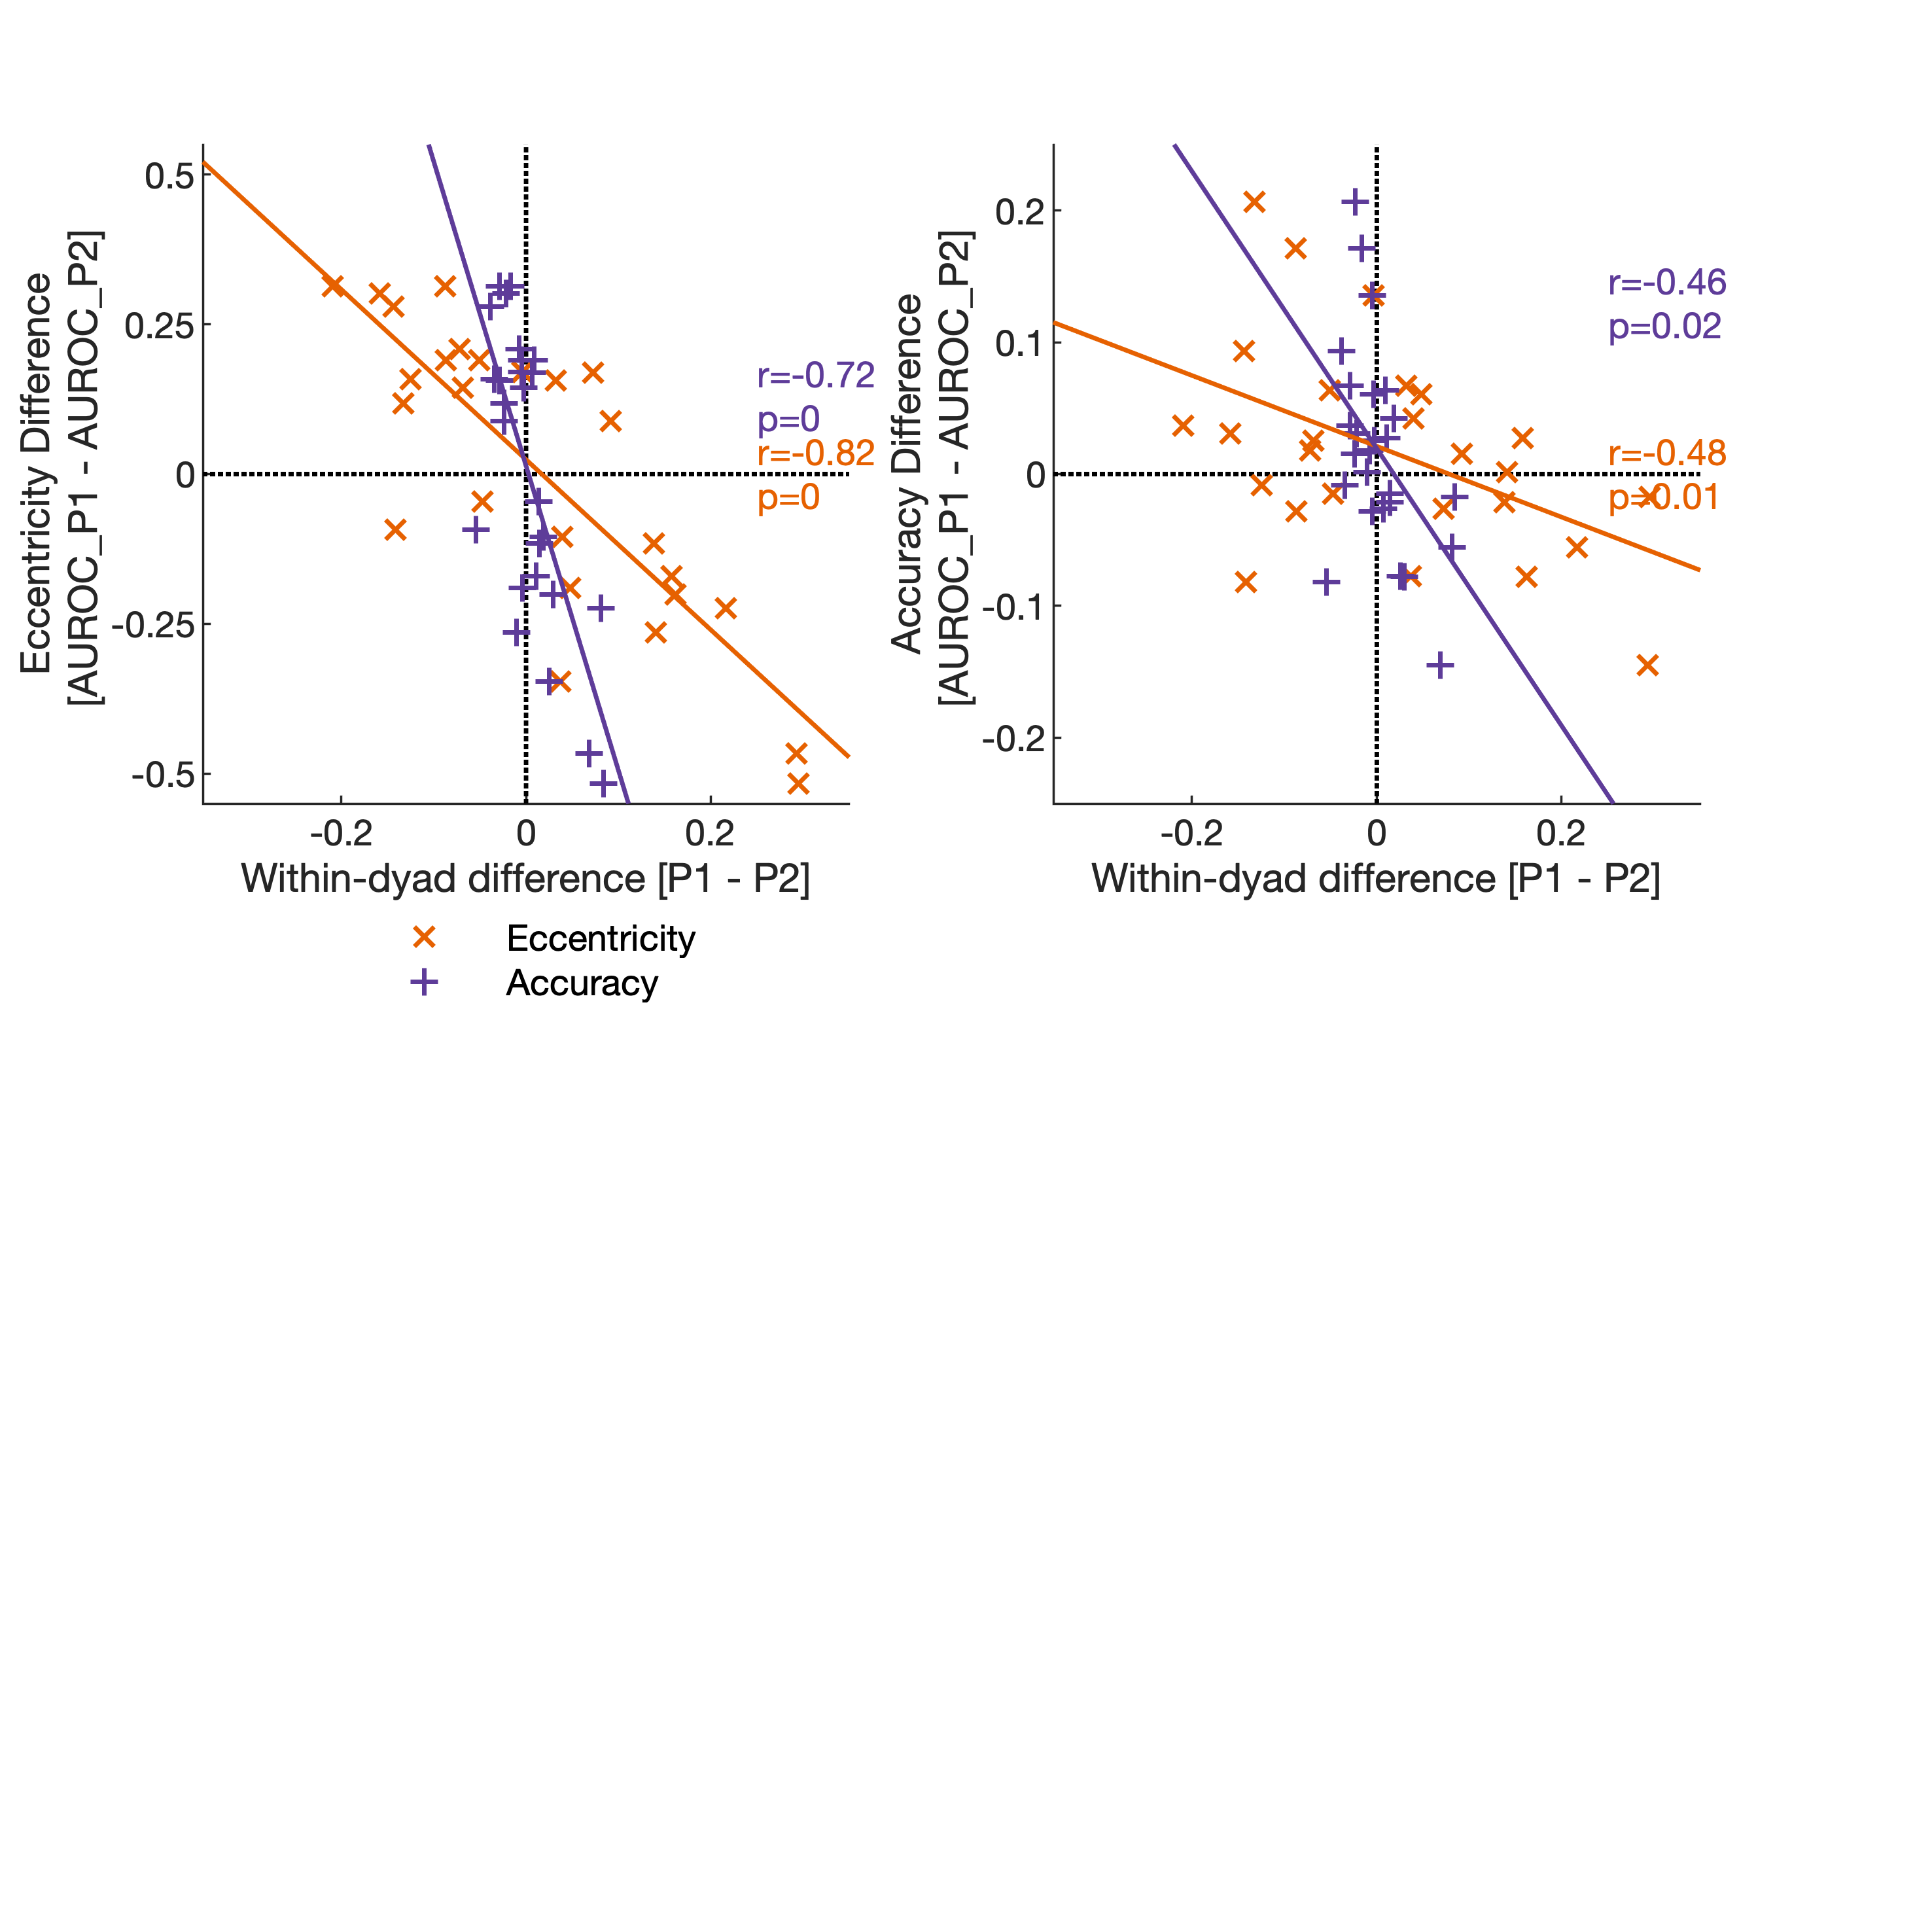 Eccentricity Difference
[AUROC_P1 - AUROC_P2]
0.5
0.25
0
-0.25
-0.5
-0.2
0
0.2
Within-dyad difference [P1 - P2]
r=-0.72
p=0
r=-0.82
p=0
Eccentricity
Accuracy
Accuracy Difference
[AUROC_P1 - AUROC_P2]
0.2
0.1
0
-0.1
-0.2
-0.2
0
0.2
Within-dyad difference [P1 - P2]
r=-0.46
p=0.02
r=-0.48
p=0.01